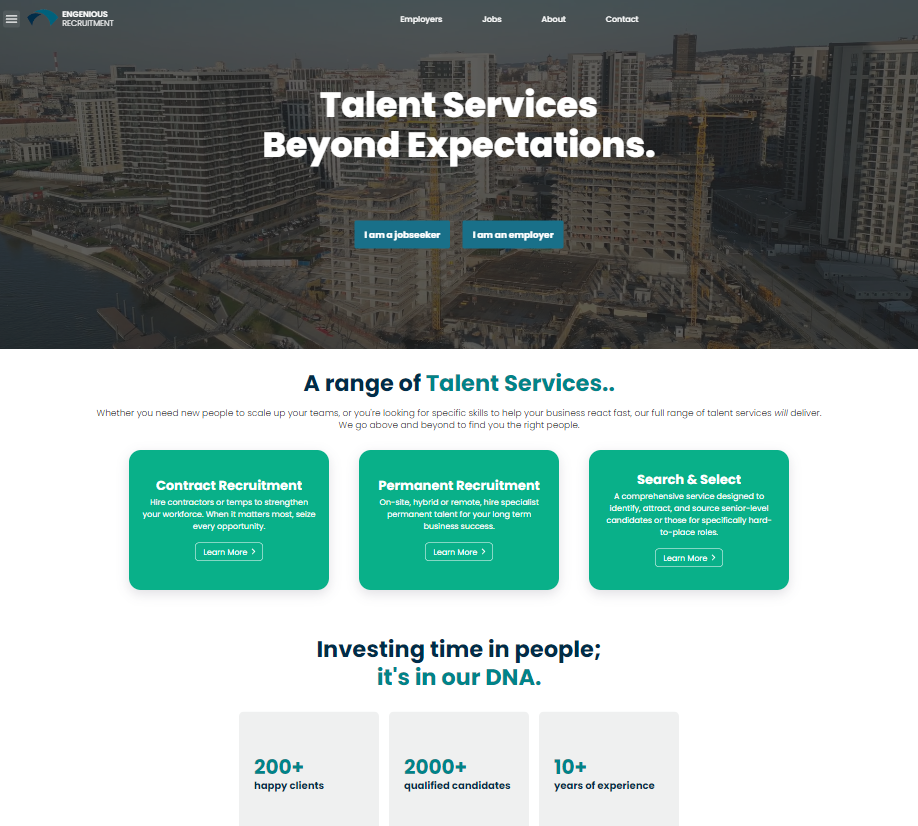 ENGENIOUS
RECRUITMENT
Employers
Jobs
About
Contact
Talent Services
Beyond Expectations.
I am a jobseeker
I am an employer
A range of Talent Services..
Whether you need new people to scale up your teams, or you're looking for specific skills to help your business react fast, our full range of talent services will deliver.
We go above and beyond to find you the right people.
Contract Recruitment
Hire contractors or temps to strengthen
your workforce. When it matters most, seize
every opportunity.
Learn More
Permanent Recruitment
On-site, hybrid or remote, hire specialist
permanent talent for your long term
business success.
Learn More
Search & Select
A comprehensive service designed to
identify, attract, and source senior-level
candidates or those for specifically hard-
to-place roles.
Learn More
Investing time in people;
it's in our DNA.
200+
happy clients
2000+
qualified candidates
10+
years of experience